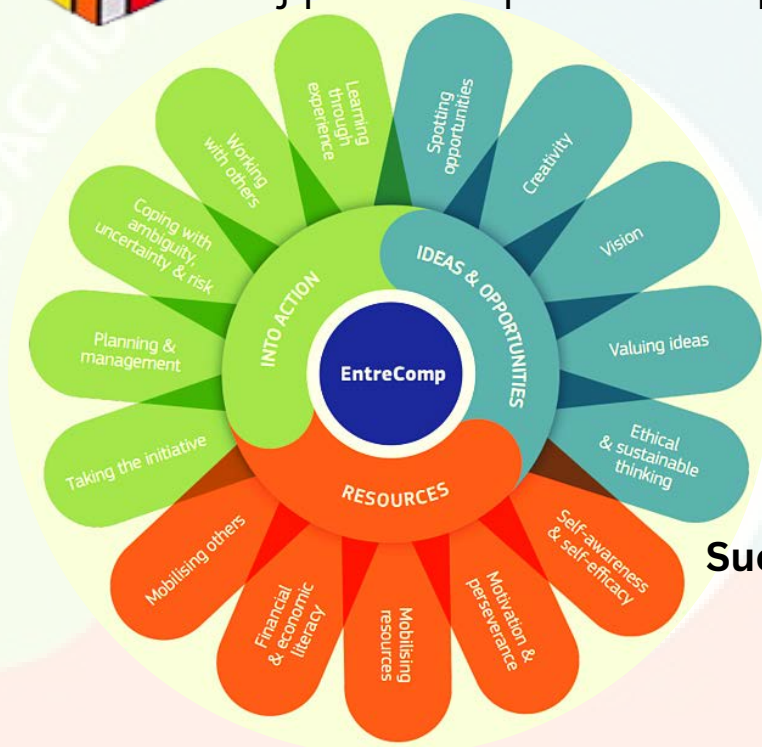 ACTION
Learning
through
experience
Spotting
opportunities
Working
with others
Creativity
Coping with
ambiguity,
uncertainty & risk
Vision
INTO ACTION
IDEAS & OPPORTUNITIES
Planning &
management
EntreComp
Valuing ideas
Taking the initiative
Ethical
& sustainable
thinking
RESOURCES
Mobilising others
Financial
& economic
literacy
Mobilising
resources
Motivation &
perseverance
Self-awareness
& self-efficacy